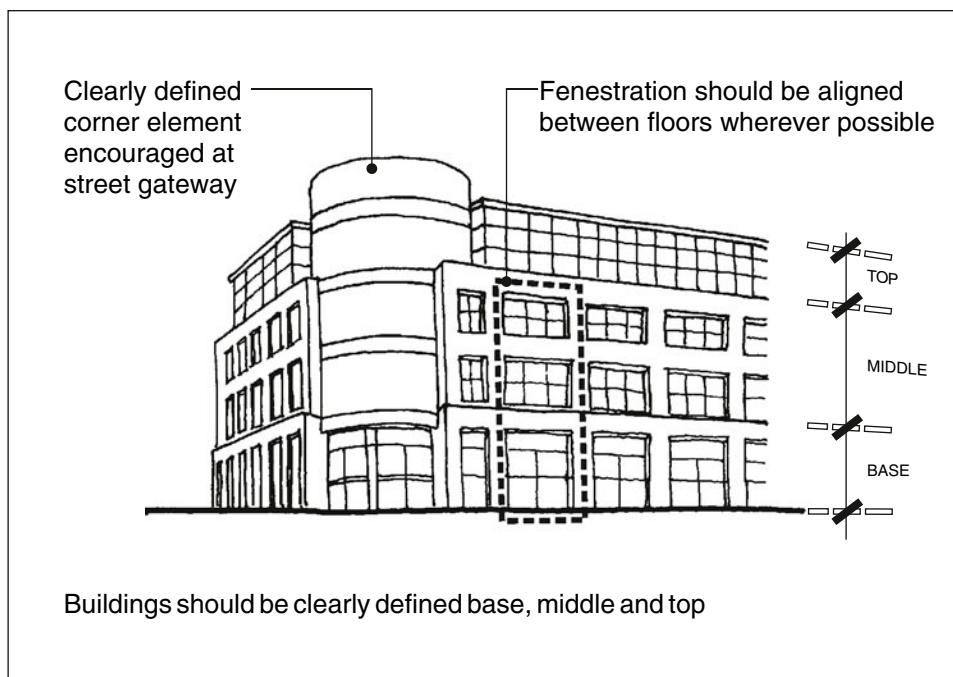 Clearly defined
corner element
encouraged at
street gateway
Fenestration should be aligned
between floors wherever possible
TOP
MIDDLE
BASE
Buildings should be clearly defined base, middle and top